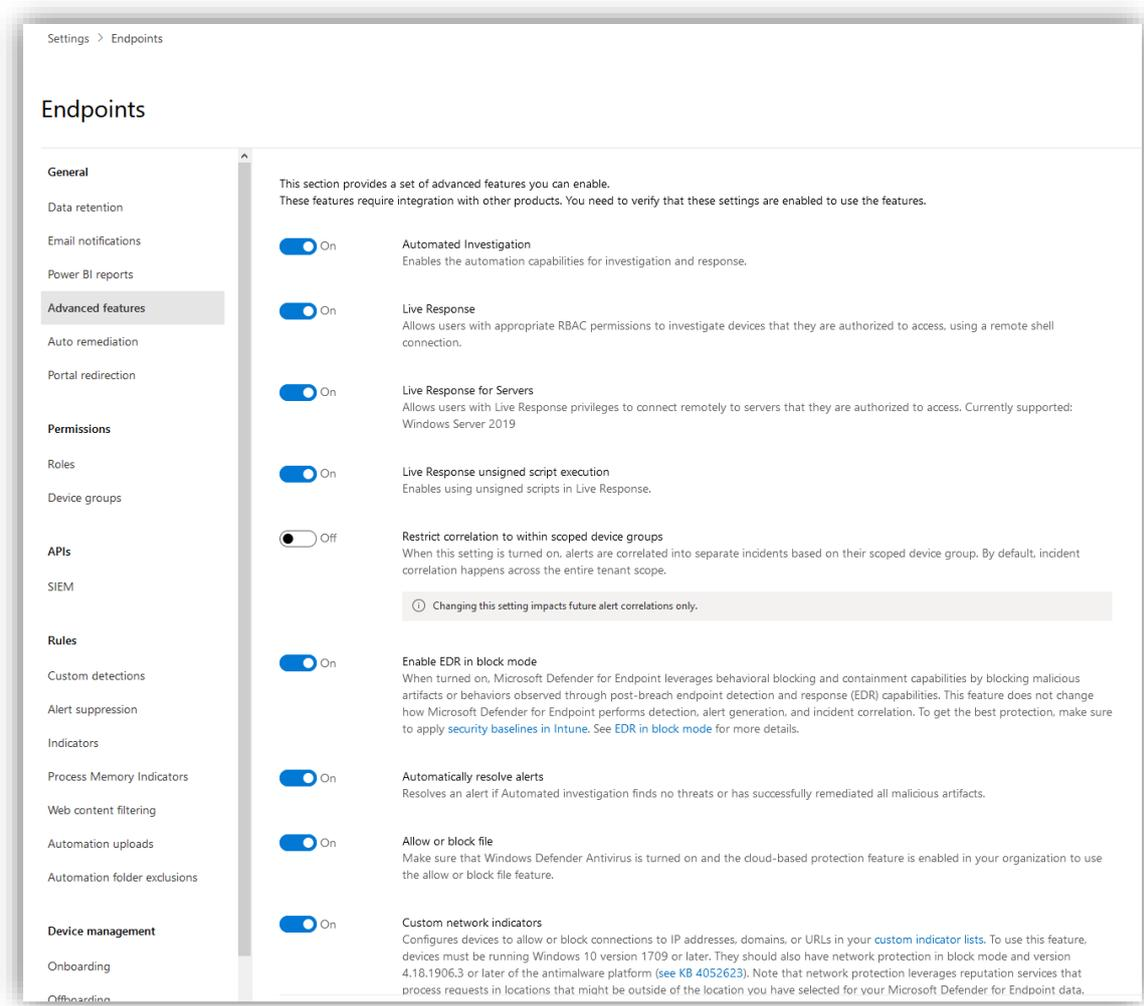 Settings > Endpoints
Endpoints
General
Data retention
Email notifications
Power BI reports
Advanced features
Auto remediation
Portal redirection
Permissions
Roles
Device groups
APIs
SIEM
Rules
Custom detections
Alert suppression
Indicators
Process Memory Indicators
Web content filtering
Automation uploads
Automation folder exclusions
Device management
Onboarding
Offboarding
This section provides a set of advanced features you can enable.
These features require integration with other products. You need to verify that these settings are enabled to use the features.
On
Automated Investigation
Enables the automation capabilities for investigation and response.
On
Live Response
Allows users with appropriate RBAC permissions to investigate devices that they are authorized to access, using a remote shell
connection.
On
Live Response for Servers
Allows users with Live Response privileges to connect remotely to servers that they are authorized to access. Currently supported:
Windows Server 2019
On
Live Response unsigned script execution
Enables using unsigned scripts in Live Response.
Off
Restrict correlation to within scoped device groups
When this setting is turned on, alerts are correlated into separate incidents based on their scoped device group. By default, incident
correlation happens across the entire tenant scope.
Changing this setting impacts future alert correlations only.
On
Enable EDR in block mode
When turned on, Microsoft Defender for Endpoint leverages behavioral blocking and containment capabilities by blocking malicious
artifacts or behaviors observed through post-breach endpoint detection and response (EDR) capabilities. This feature does not change
how Microsoft Defender for Endpoint performs detection, alert generation, and incident correlation. To get the best protection, make sure
to apply security baselines in Intune. See EDR in block mode for more details.
On
Automatically resolve alerts
Resolves an alert if Automated investigation finds no threats or has successfully remediated all malicious artifacts.
On
Allow or block file
Make sure that Windows Defender Antivirus is turned on and the cloud-based protection feature is enabled in your organization to use
the allow or block file feature.
On
Custom network indicators
Configures devices to allow or block connections to IP addresses, domains, or URLs in your custom indicator lists. To use this feature,
devices must be running Windows 10 version 1709 or later. They should also have network protection in block mode and version
4.18.1906.3 or later of the antimalware platform (see KB 4052623). Note that network protection leverages reputation services that
process requests in locations that might be outside of the location you have selected for your Microsoft Defender for Endpoint data.